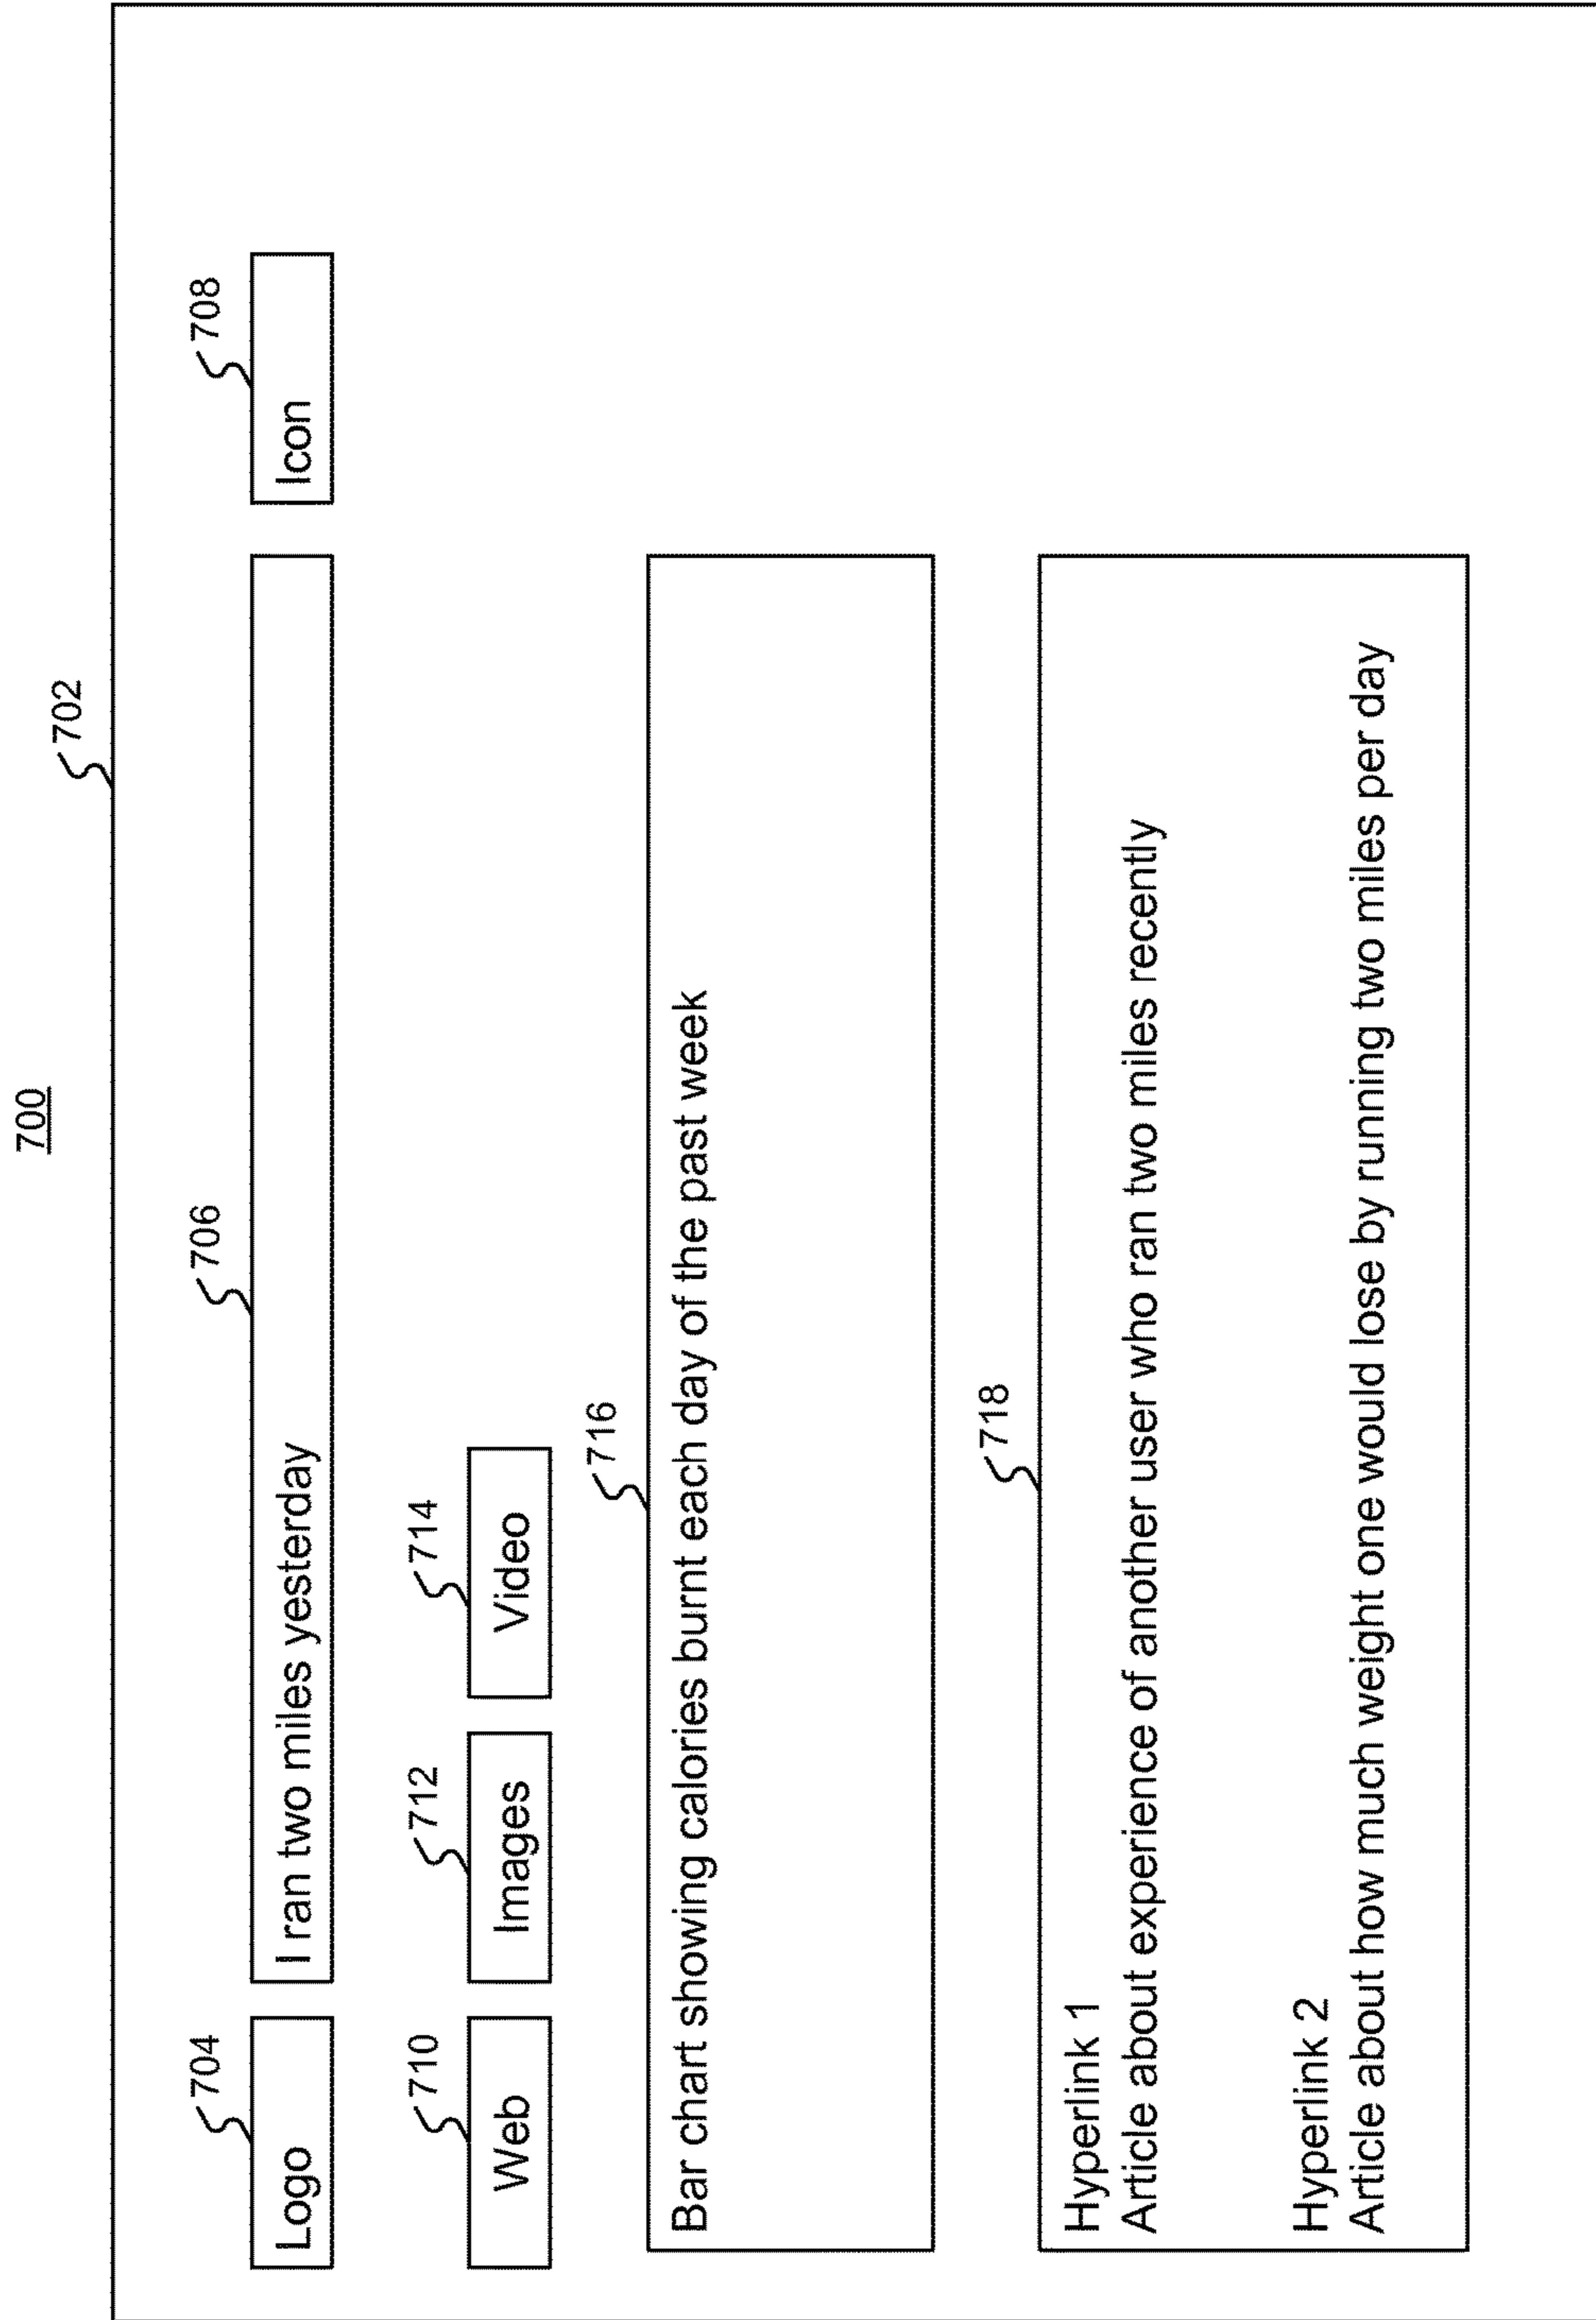 700
702
704
706
708
Logo
I ran two miles yesterday
Icon
710
712
714
Web
Images
Video
716
Bar chart showing calories burnt each day of the past week
718
Hyperlink 1
Article about experience of another user who ran two miles recently
Hyperlink 2
Article about how much weight one would lose by running two miles per day